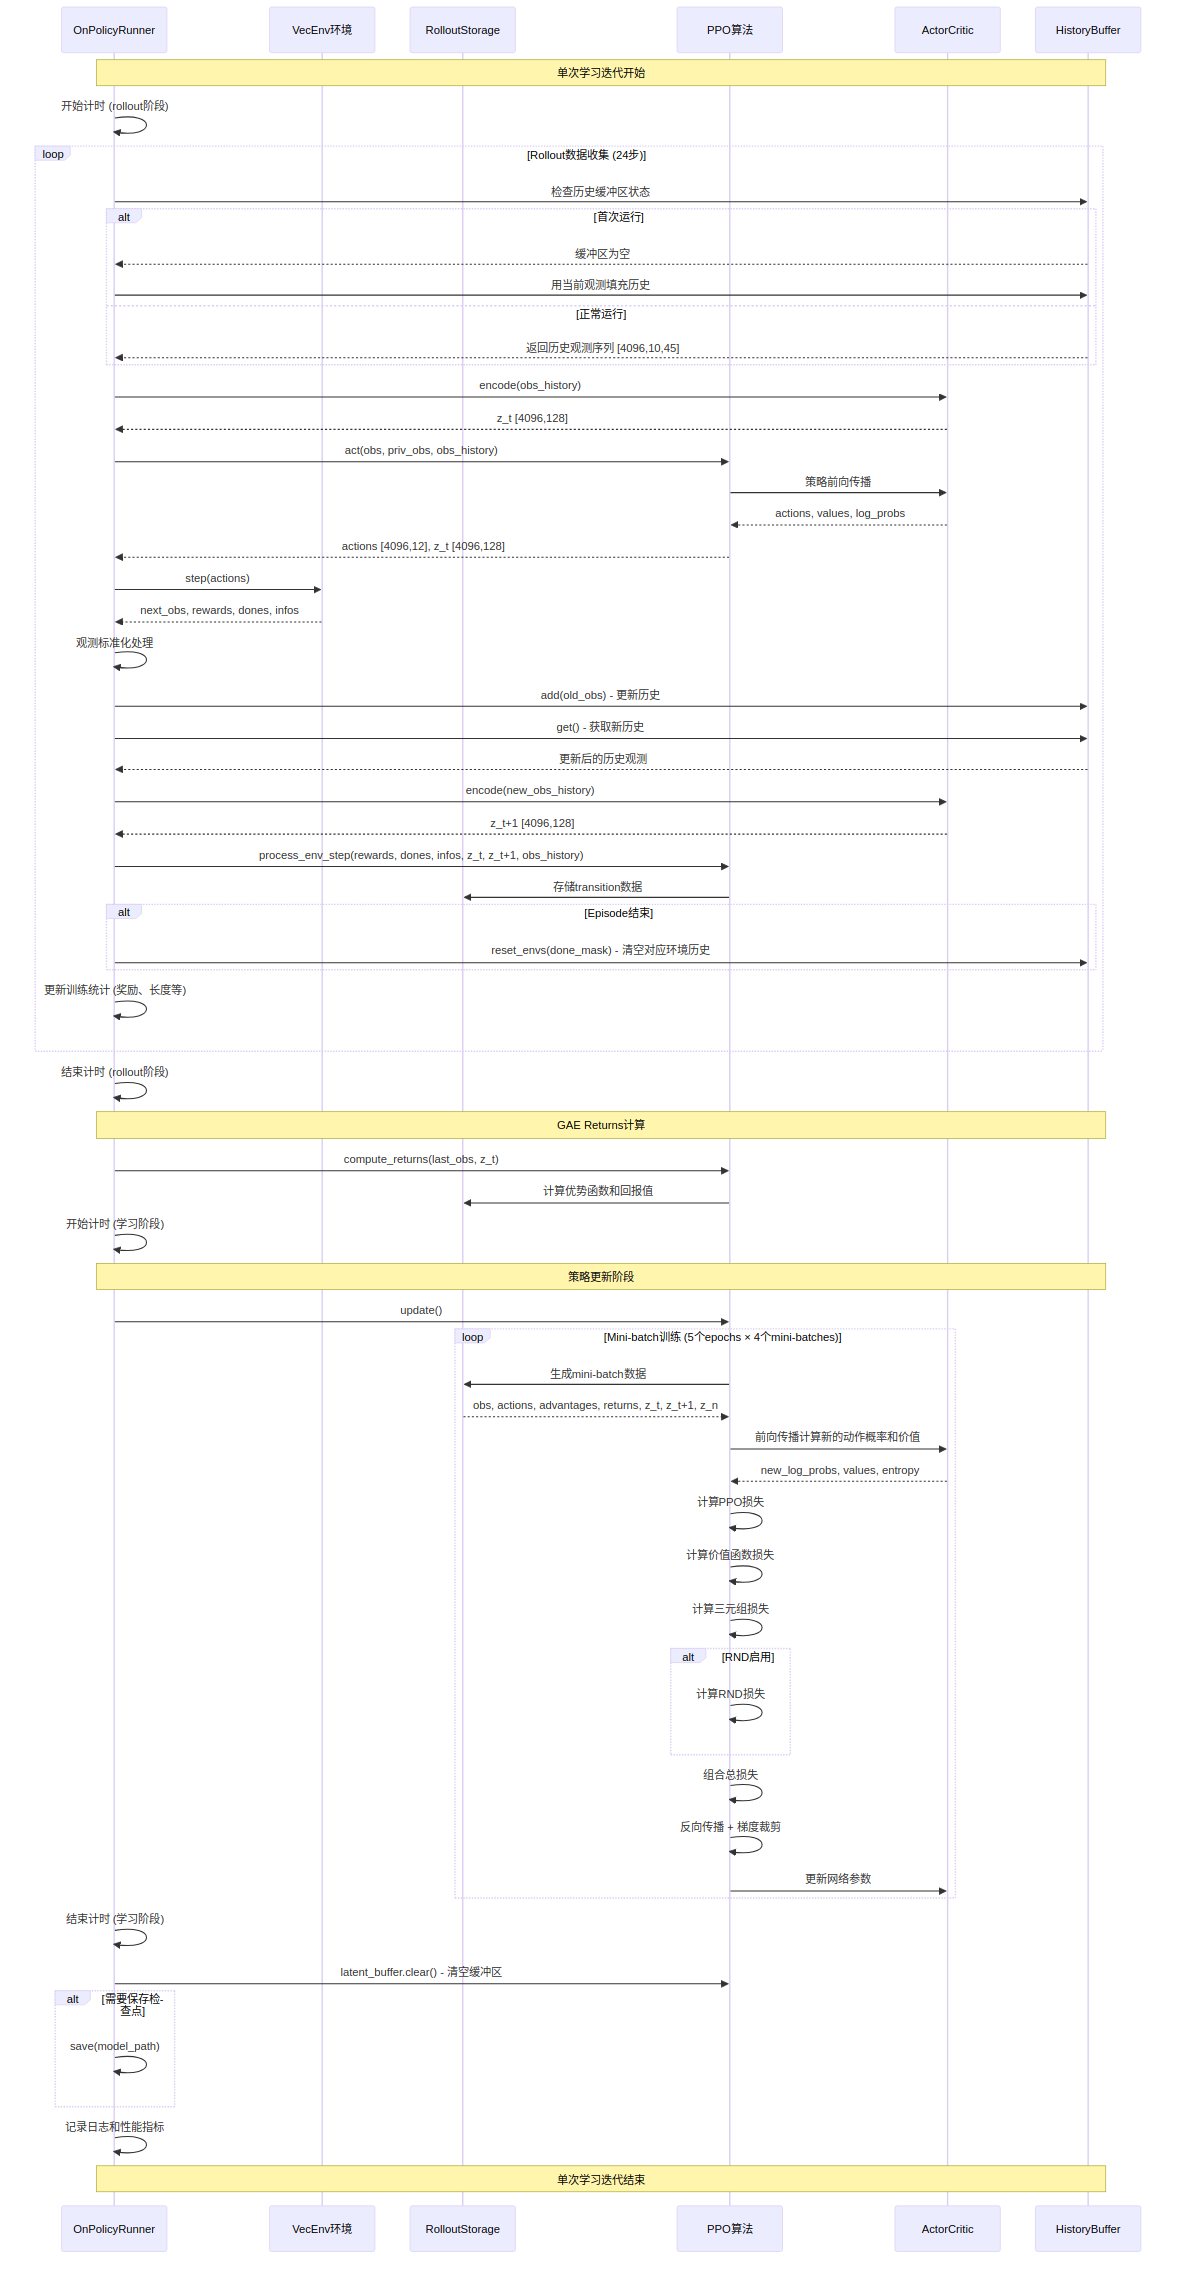 OnPolicyRunner
VecEnv环境
RolloutStorage
PPO算法
ActorCritic
HistoryBuffer
单次学习迭代开始
开始计时 (rollout阶段)
loop
[Rollout数据收集 (24步)]
检查历史缓冲区状态
alt
[首次运行]
缓冲区为空
用当前观测填充历史
[正常运行]
返回历史观测序列 [4096,10,45]
encode(obs_history)
z_t [4096,128]
act(obs, priv_obs, obs_history)
策略前向传播
actions, values, log_probs
actions [4096,12], z_t [4096,128]
step(actions)
next_obs, rewards, dones, infos
观测标准化处理
add(old_obs) - 更新历史
get() - 获取新历史
更新后的历史观测
encode(new_obs_history)
z_t+1 [4096,128]
process_env_step(rewards, dones, infos, z_t, z_t+1, obs_history)
存储transition数据
alt
[Episode结束]
reset_envs(done_mask) - 清空对应环境历史
更新训练统计 (奖励、长度等)
结束计时 (rollout阶段)
GAE Returns计算
compute_returns(last_obs, z_t)
计算优势函数和回报值
开始计时 (学习阶段)
策略更新阶段
update()
loop
[Mini-batch训练 (5个epochs × 4个mini-batches)]
生成mini-batch数据
obs, actions, advantages, returns, z_t, z_t+1, z_n
前向传播计算新的动作概率和价值
new_log_probs, values, entropy
计算PPO损失
计算价值函数损失
计算三元组损失
alt
[RND启用]
计算RND损失
组合总损失
反向传播 + 梯度裁剪
更新网络参数
结束计时 (学习阶段)
latent_buffer.clear() - 清空缓冲区
alt
[需要保存检-
查点]
save(model_path)
记录日志和性能指标
单次学习迭代结束
OnPolicyRunner
VecEnv环境
RolloutStorage
PPO算法
ActorCritic
HistoryBuffer